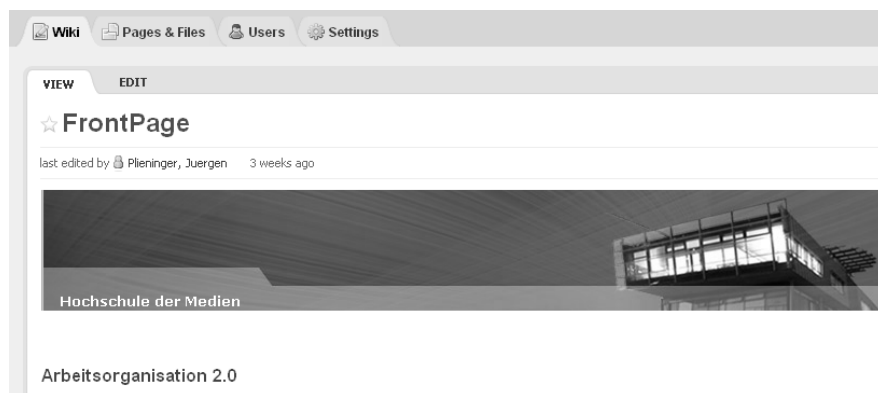 Wiki Pages & Files Users Settings
VIEW EDIT
FrontPage
last edited by Plieninger, Juergen 3 weeks ago
Hochschule der Medien
Arbeitsorganisation 2.0